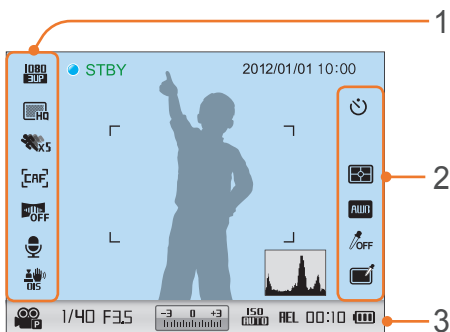 1
1080 30P STBY 2012/01/01 10:00
HQ
x5
CAF
OFF AWB
OFF
OIS
2
P 1/40 F3.5 -3 0 +3 ISO AUTO AEL 00:10
3